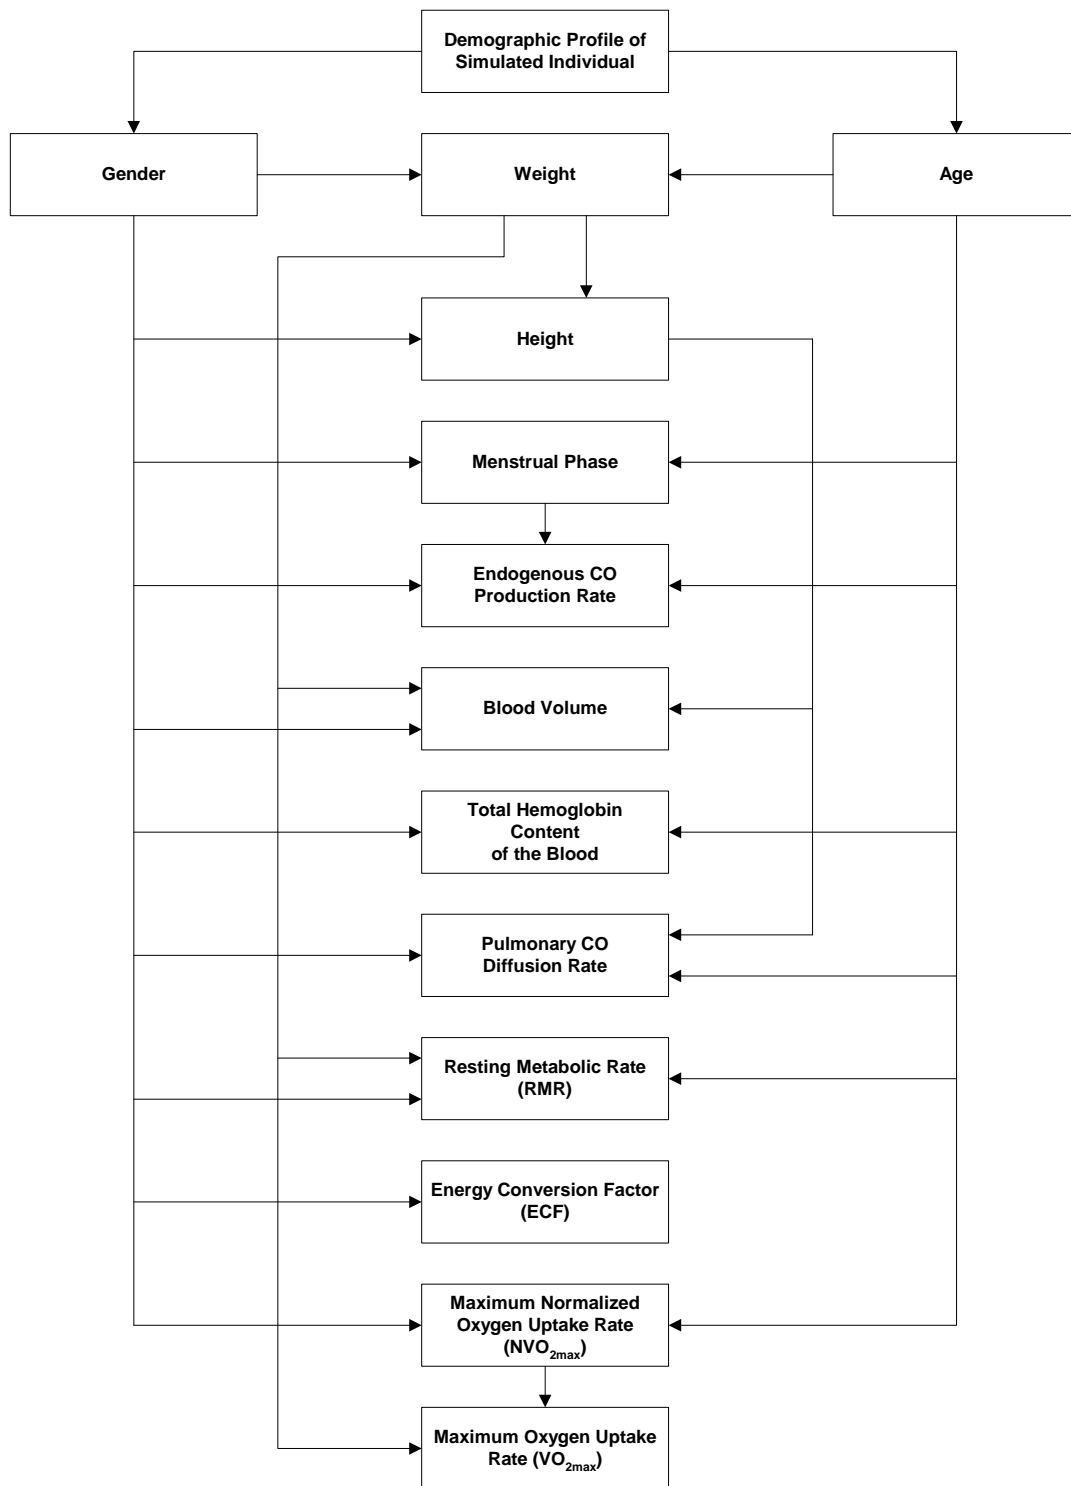 Demographic Profile of
Simulated Individual
Gender
Weight
Age
Height
Menstrual Phase
Endogenous CO
Production Rate
Blood Volume
Total Hemoglobin
Content
of the Blood
Pulmonary CO
Diffusion Rate
Resting Metabolic Rate
(RMR)
Energy Conversion Factor
(ECF)
Maximum Normalized
Oxygen Uptake Rate
(NVO2max)
Maximum Oxygen Uptake
Rate (VO2max)